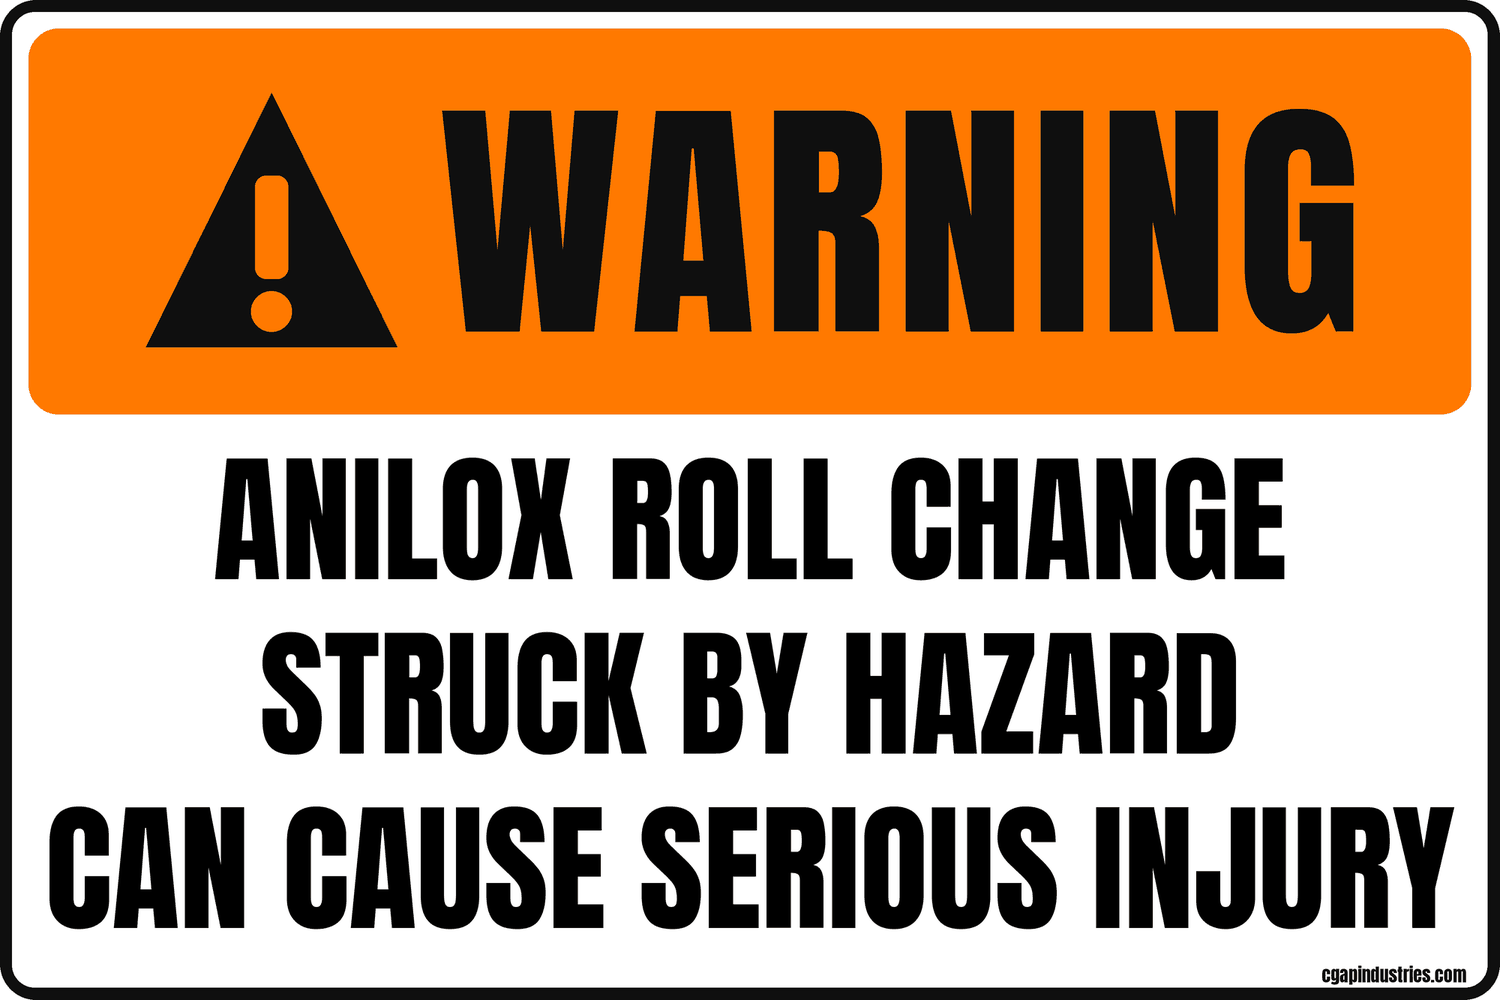 WARNING
ANILOX ROLL CHANGE
STRUCK BY HAZARD
CAN CAUSE SERIOUS INJURY
cgapindustries.com